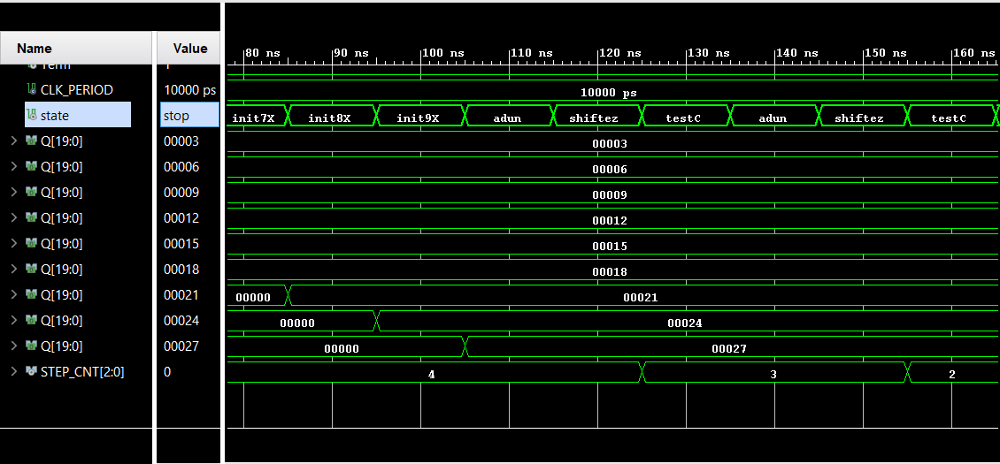 Name Value
80 ns 90 ns 100 ns 110 ns 120 ns 130 ns 140 ns 150 ns 160 ns
Term 1
CLK_PERIOD 10000 ps 10000 ps
state stop init7X init8X init9X adun shiftez testC adun shiftez testC
Q[19:0] 00003 00003
Q[19:0] 00006 00006
Q[19:0] 00009 00009
Q[19:0] 00012 00012
Q[19:0] 00015 00015
Q[19:0] 00018 00018
Q[19:0] 00021 00000 00021
Q[19:0] 00024 00000 00024
Q[19:0] 00027 00000 00027
STEP_CNT[2:0] 0 4 3 2